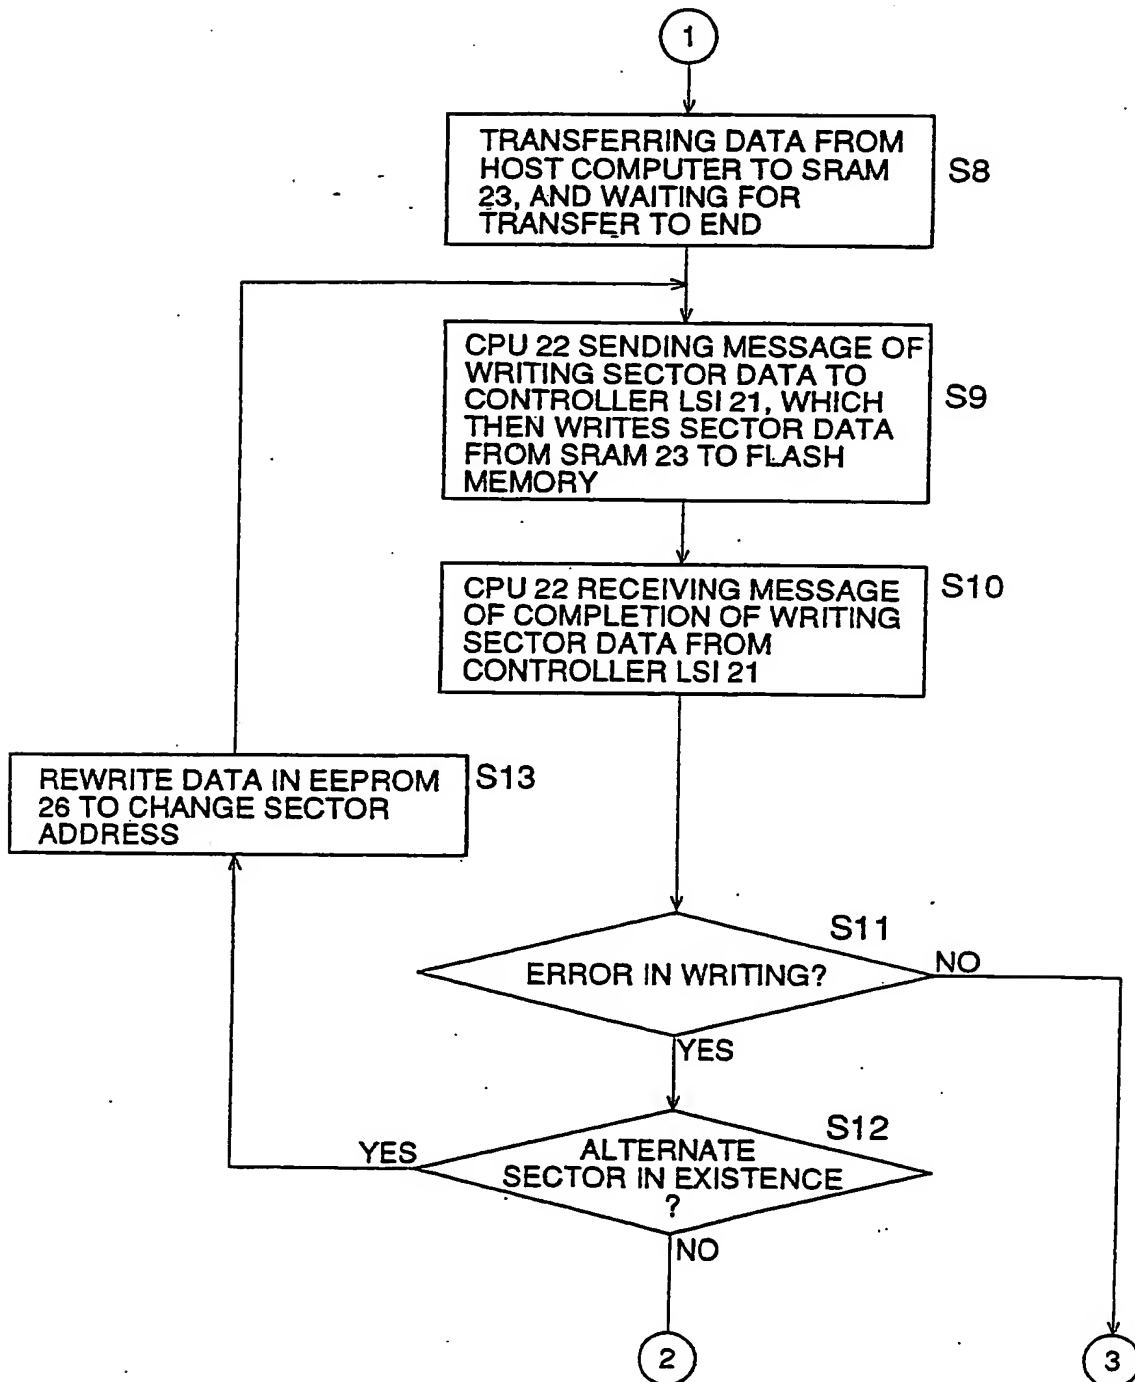 1
TRANSFERRING DATA FROM
HOST COMPUTER TO SRAM
23, AND WAITING FOR
TRANSFER TO END
S8
CPU 22 SENDING MESSAGE OF
WRITING SECTOR DATA TO
CONTROLLER LSI 21, WHICH
THEN WRITES SECTOR DATA
FROM SRAM 23 TO FLASH
MEMORY
S9
CPU 22 RECEIVING MESSAGE
OF COMPLETION OF WRITING
SECTOR DATA FROM
CONTROLLER LSI 21
S10
REWRITE DATA IN EEPROM
26 TO CHANGE SECTOR
ADDRESS
S13
S11
ERROR IN WRITING?
NO
YES
S12
YES
ALTERNATE
SECTOR IN EXISTENCE
?
NO
2
3